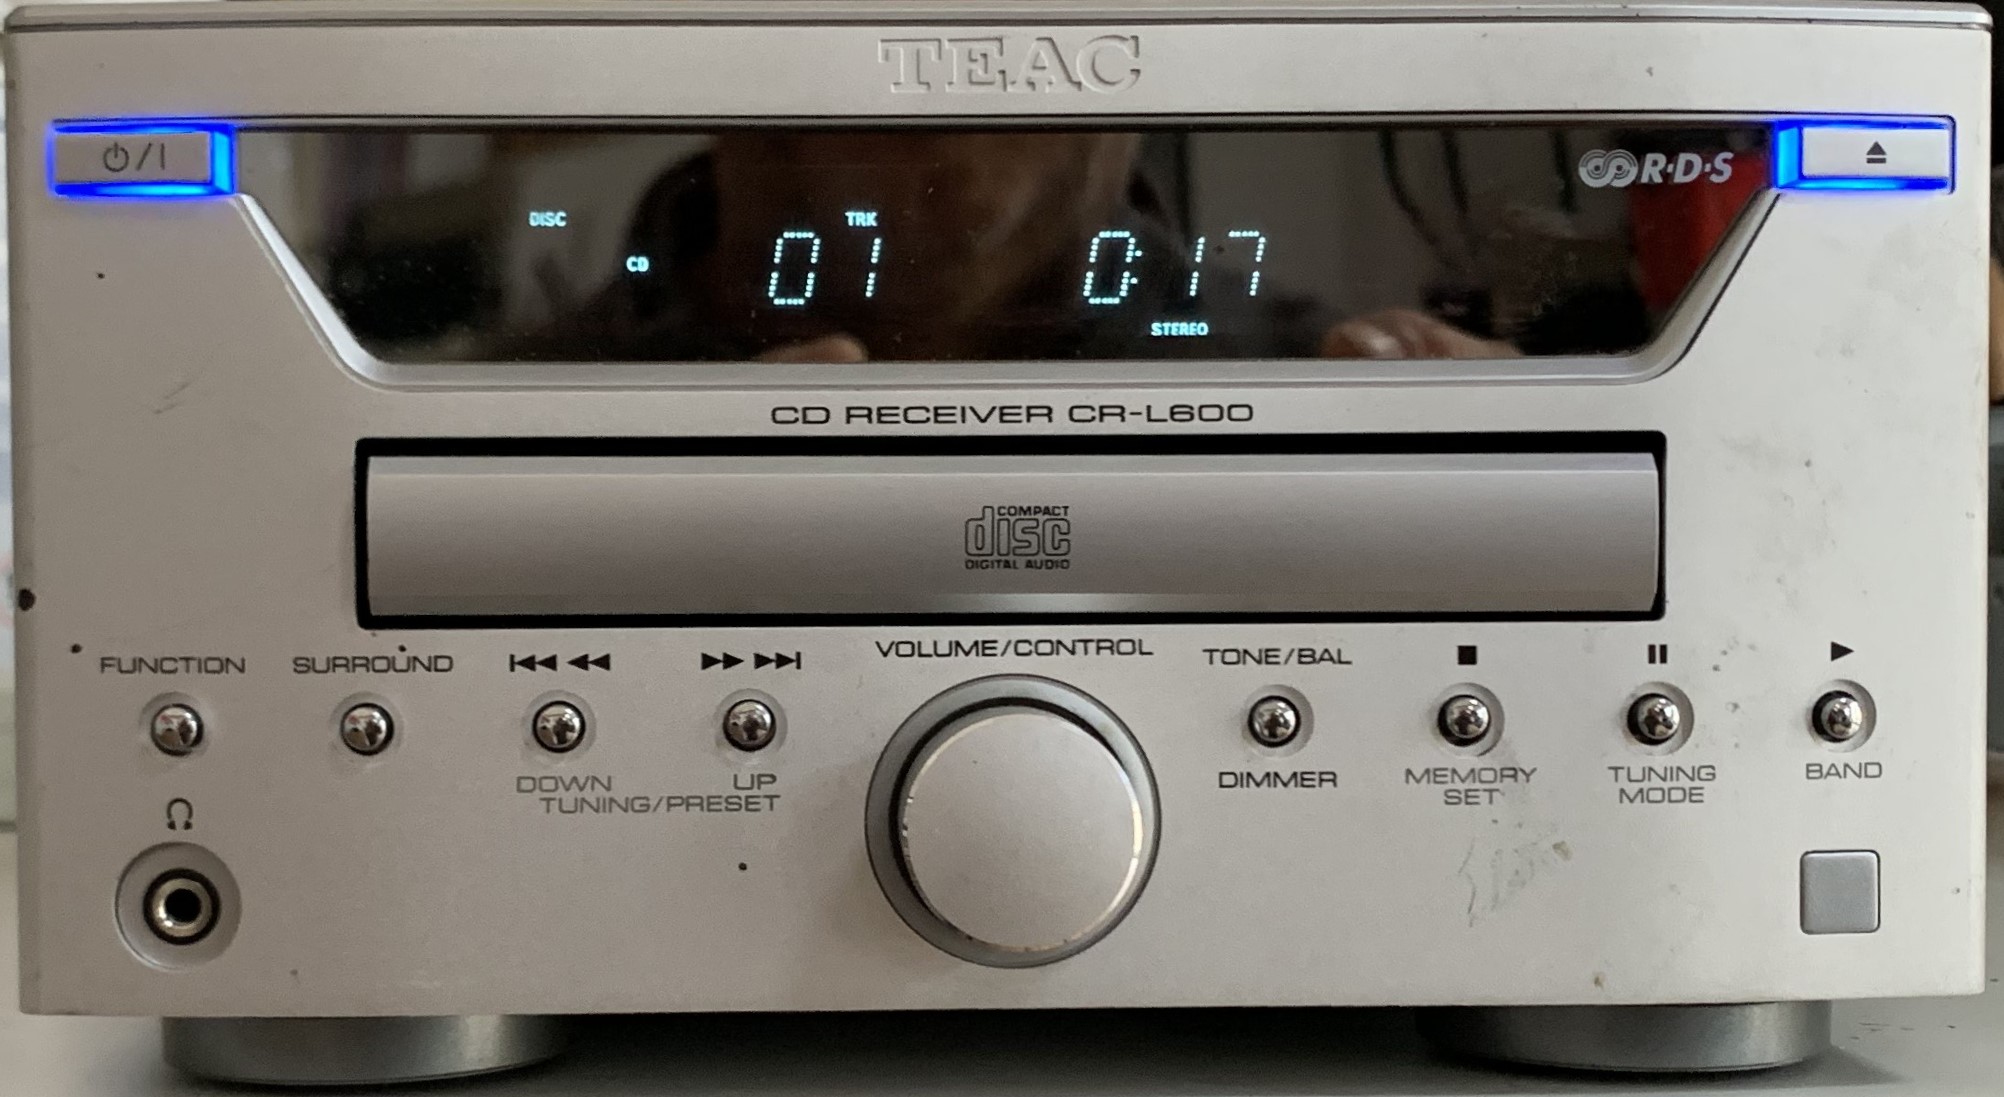 TEAC
R·D·S
DISC
TRK
CD
01
0:17
STEREO
CD RECEIVER CR-L600
COMPACT
disc
DIGITAL AUDIO
FUNCTION
SURROUND
VOLUME/CONTROL
TONE/BAL
DOWN
UP
TUNING/PRESET
DIMMER
MEMORY
SET
TUNING
MODE
BAND